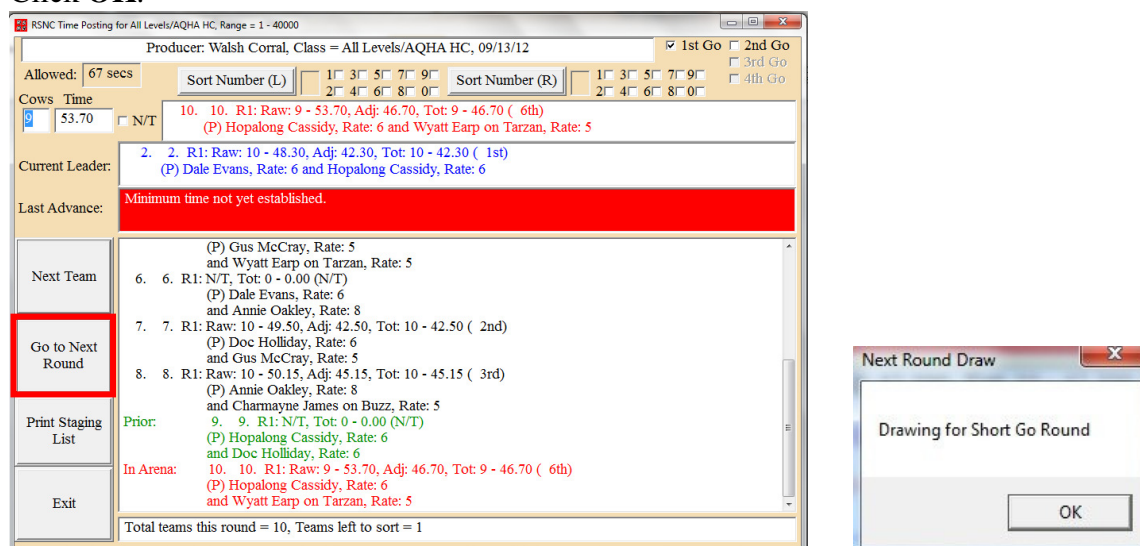 Click OK.
RSNC Time Posting for All Levels/AQHA HC, Range = 1 - 40000
Producer: Walsh Corral, Class = All Levels/AQHA HC, 09/13/12
1st Go 2nd Go
3rd Go
4th Go
Allowed: 67 secs
Sort Number (L)
1 3 5 7 9
2 4 6 8 0
Sort Number (R)
1 3 5 7 9
2 4 6 8 0
Cows Time
9 53.70 N/T
10. 10. R1: Raw: 9 - 53.70, Adj: 46.70, Tot: 9 - 46.70 ( 6th)
(P) Hopalong Cassidy, Rate: 6 and Wyatt Earp on Tarzan, Rate: 5
Current Leader:
2. 2. R1: Raw: 10 - 48.30, Adj: 42.30, Tot: 10 - 42.30 ( 1st)
(P) Dale Evans, Rate: 6 and Hopalong Cassidy, Rate: 6
Last Advance:
Minimum time not yet established.
Next Team
Go to Next
Round
Print Staging
List
Exit
(P) Gus McCray, Rate: 5
and Wyatt Earp on Tarzan, Rate: 5
6. 6. R1: N/T, Tot: 0 - 0.00 (N/T)
(P) Dale Evans, Rate: 6
and Annie Oakley, Rate: 8
7. 7. R1: Raw: 10 - 49.50, Adj: 42.50, Tot: 10 - 42.50 ( 2nd)
(P) Doc Holliday, Rate: 6
and Gus McCray, Rate: 5
8. 8. R1: Raw: 10 - 50.15, Adj: 45.15, Tot: 10 - 45.15 ( 3rd)
(P) Annie Oakley, Rate: 8
and Charmayne James on Buzz, Rate: 5
Prior: 9. 9. R1: N/T, Tot: 0 - 0.00 (N/T)
(P) Hopalong Cassidy, Rate: 6
and Doc Holliday, Rate: 6
In Arena: 10. 10. R1: Raw: 9 - 53.70, Adj: 46.70, Tot: 9 - 46.70 ( 6th)
(P) Hopalong Cassidy, Rate: 6
and Wyatt Earp on Tarzan, Rate: 5
Total teams this round = 10, Teams left to sort = 1
Next Round Draw
Drawing for Short Go Round
OK